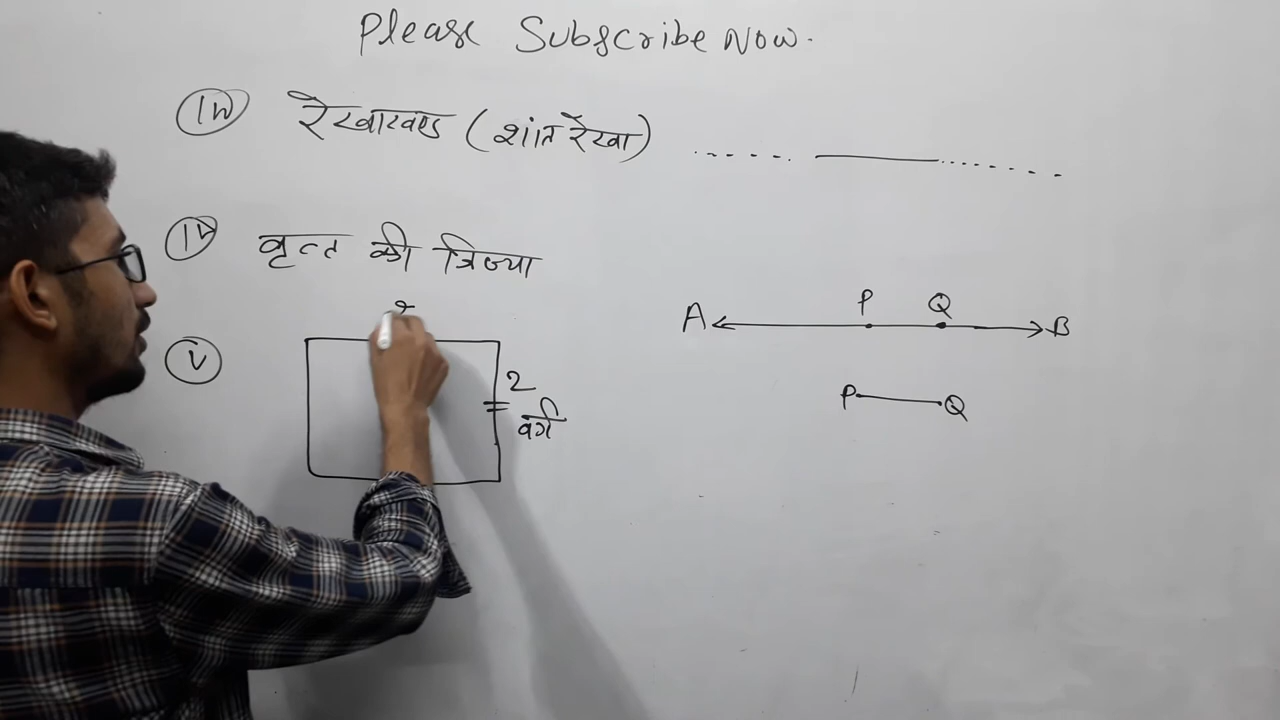 Please Subscribe Now.
(iii) रेखाखण्ड (शांत रेखा)
(iv) वृत्त की त्रिज्या
A P Q B
(v) 2
वर्ग
P Q